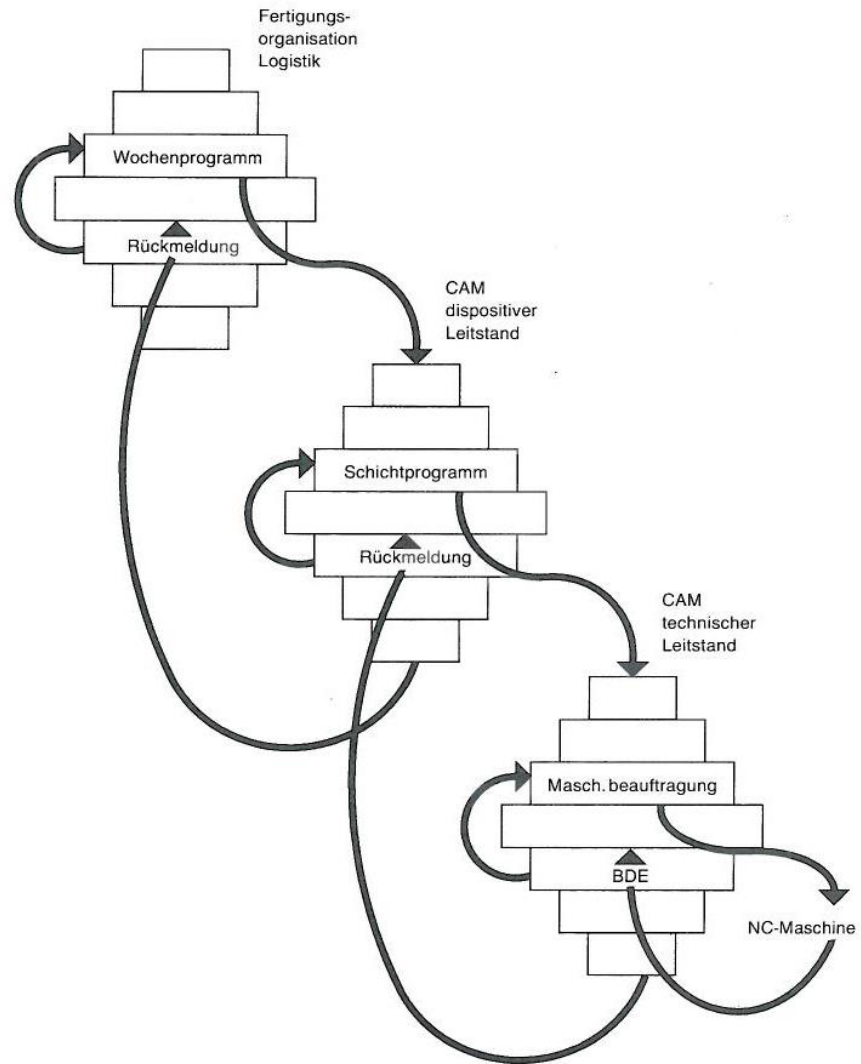 Fertigungs-
organisation
Logistik
Wochenprogramm
Rückmeldung
CAM
dispositiver
Leitstand
Schichtprogramm
Rückmeldung
CAM
technischer
Leitstand
Masch. beauftragung
BDE
NC-Maschine